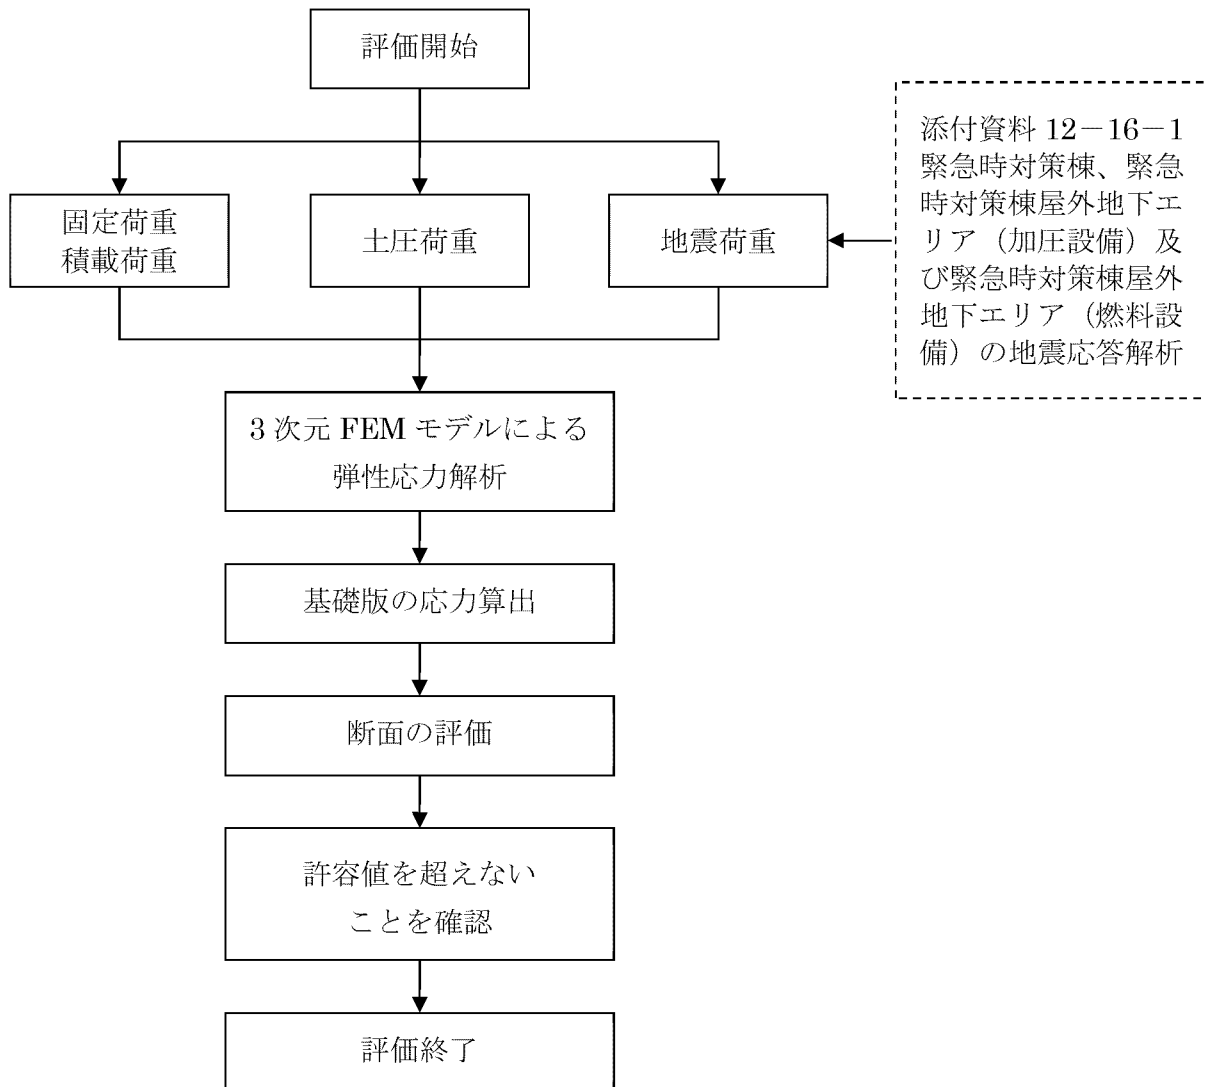 評価開始
固定荷重
積載荷重
土圧荷重
地震荷重
添付資料 12－16－1
緊急時対策棟、緊急
時対策棟屋外地下エ
リア（加圧設備）及
び緊急時対策棟屋外
地下エリア（燃料設
備）の地震応答解析
3 次元 FEM モデルによる
弾性応力解析
基礎版の応力算出
断面の評価
許容値を超えない
ことを確認
評価終了